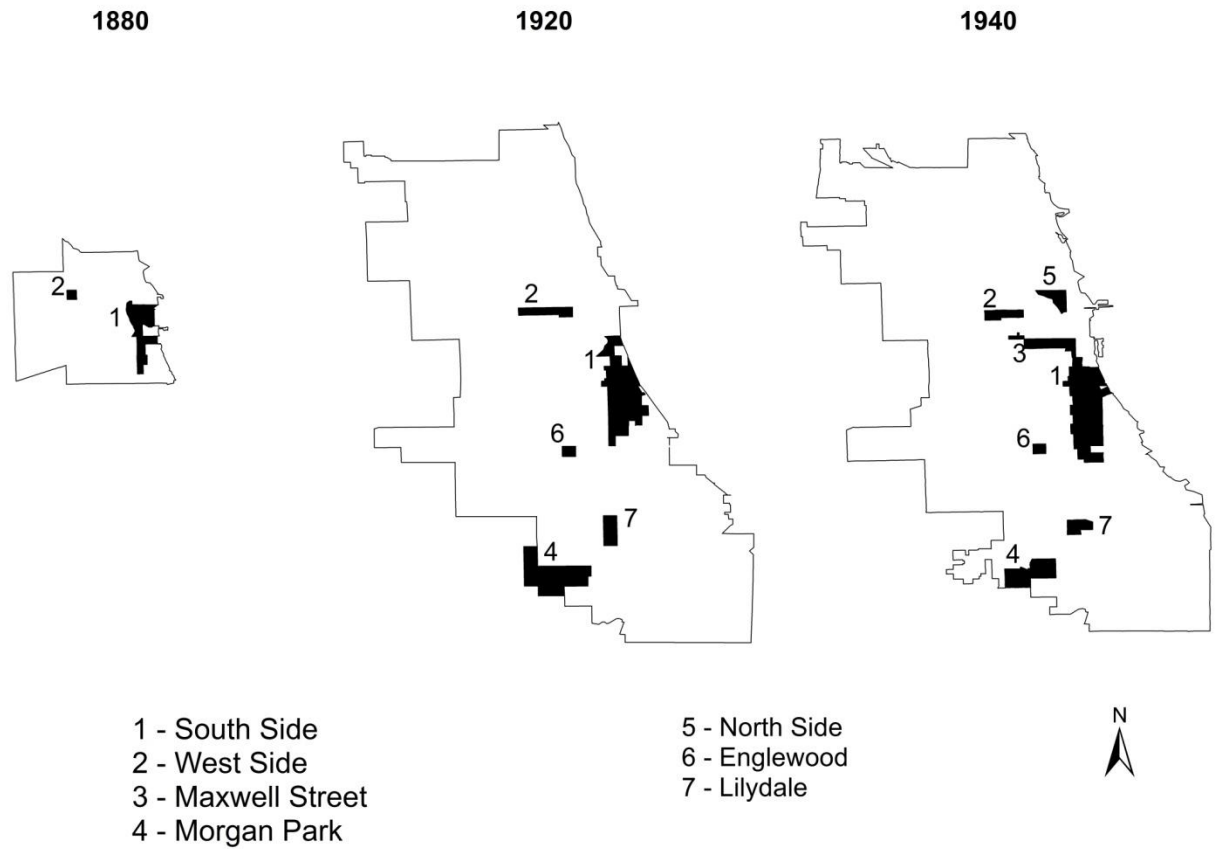 1880
1920
1940
2
1
2
1
6
7
4
5
2
3
1
6
7
4
1 - South Side
2 - West Side
3 - Maxwell Street
4 - Morgan Park
5 - North Side
6 - Englewood
7 - Lilydale
N